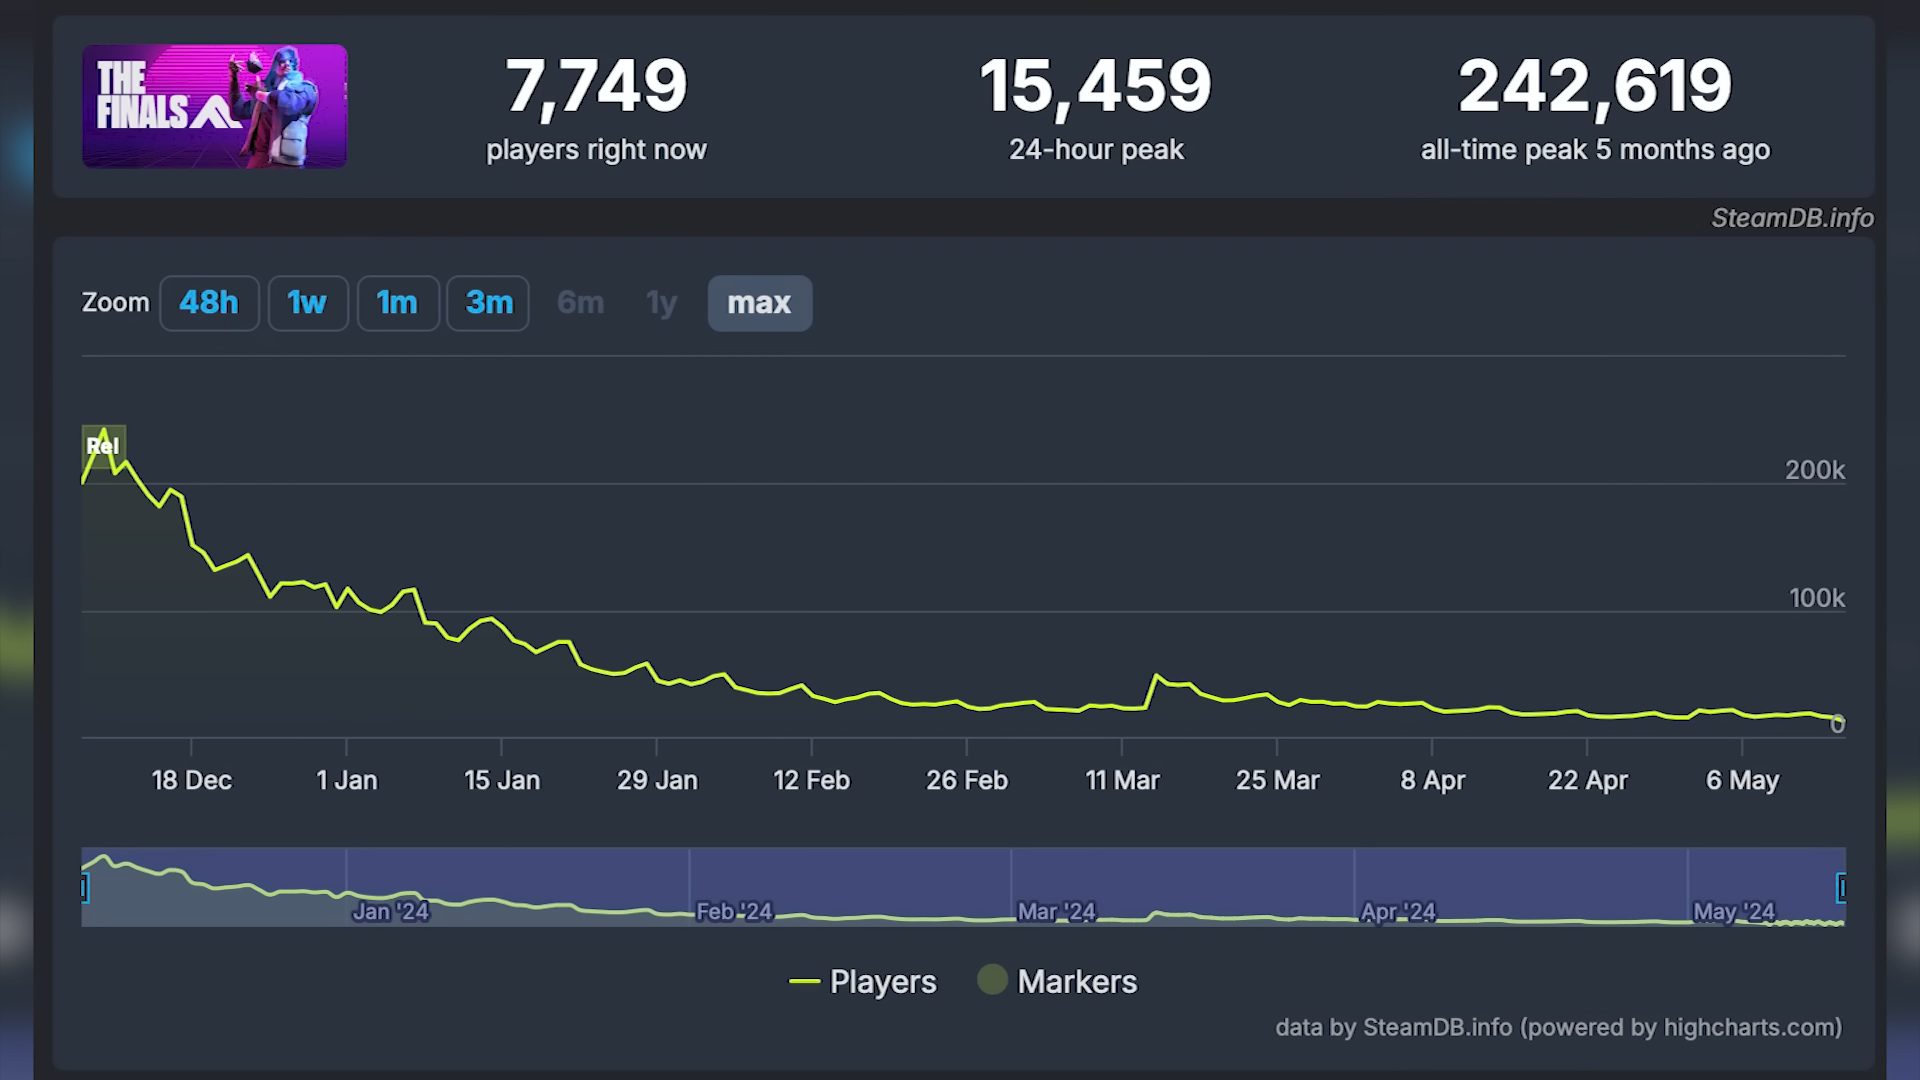 THE
FINALS
7,749
players right now
15,459
24-hour peak
242,619
all-time peak 5 months ago
SteamDB.info
Zoom 48h 1w 1m 3m 6m 1y max
Rel
200k
100k
0
18 Dec 1 Jan 15 Jan 29 Jan 12 Feb 26 Feb 11 Mar 25 Mar 8 Apr 22 Apr 6 May
Jan '24 Feb '24 Mar '24 Apr '24 May '24
Players Markers
data by SteamDB.info (powered by highcharts.com)